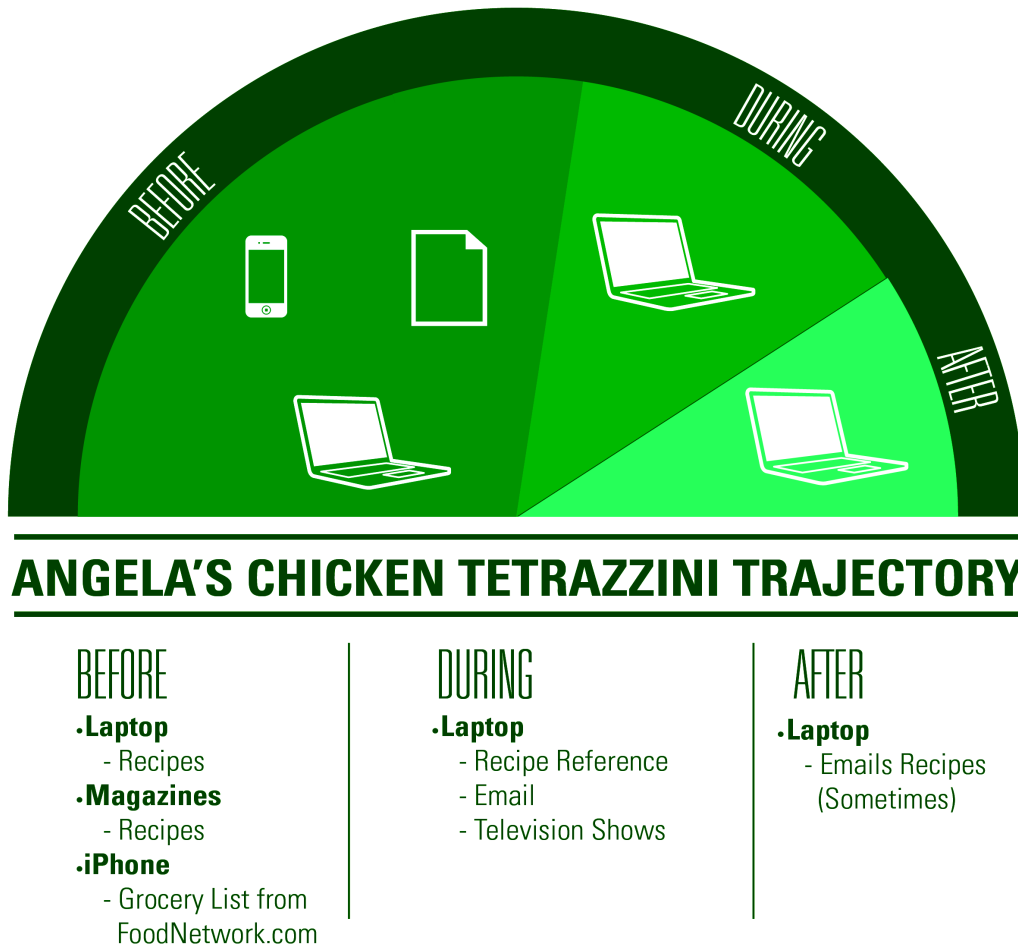 BEFORE
DURING
AFTER
ANGELA'S CHICKEN TETRAZZINI TRAJECTORY
BEFORE
•Laptop
- Recipes
•Magazines
- Recipes
•iPhone
- Grocery List from
FoodNetwork.com
DURING
•Laptop
- Recipe Reference
- Email
- Television Shows
AFTER
•Laptop
- Emails Recipes
(Sometimes)